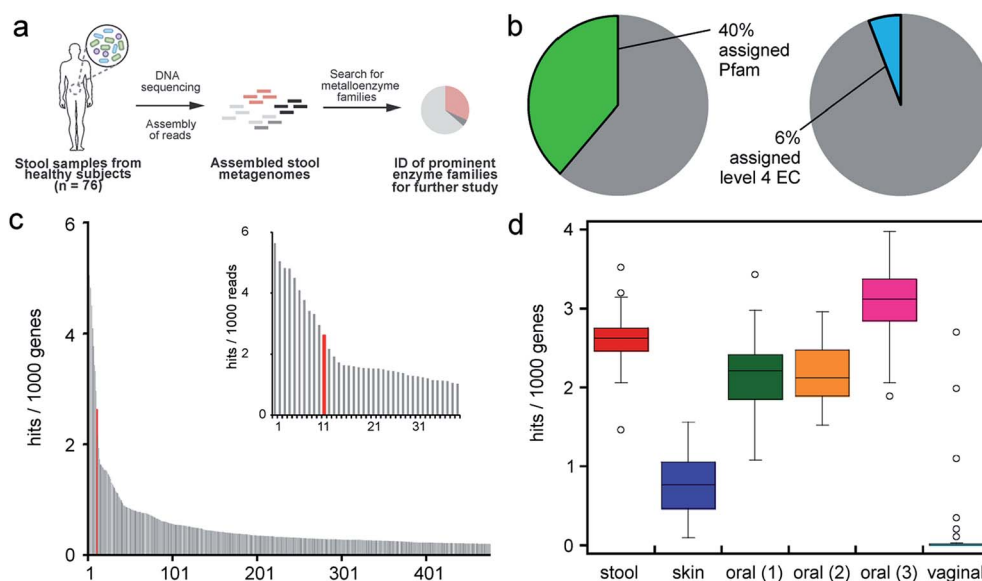 a
DNA
sequencing
Assembly
of reads
Search for
metalloenzyme
families
Stool samples from
healthy subjects
(n = 76)
Assembled stool
metagenomes
ID of prominent
enzyme families
for further study
b
40%
assigned
Pfam
6%
assigned
level 4 EC
c
hits / 1000 genes
6
4
2
0
1
101
201
301
401
hits / 1000 reads
6
4
2
0
1
11
21
31
d
hits / 1000 genes
4
3
2
1
0
stool
skin
oral (1)
oral (2)
oral (3)
vaginal